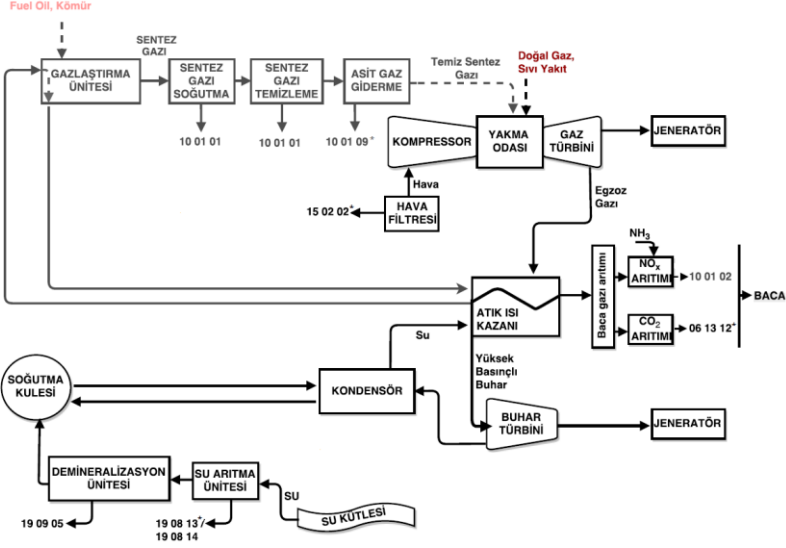 Fuel Oil, Kömür
SENTEZ
GAZI
GAZLAŞTIRMA
ÜNİTESİ
SENTEZ
GAZI
SOĞUTMA
SENTEZ
GAZI
TEMİZLEME
ASİT GAZ
GİDERME
Temiz Sentez
Gazı
Doğal Gaz,
Sıvı Yakıt
10 01 01
10 01 01
10 01 09*
KOMPRESSOR
YAKMA
ODASI
GAZ
TÜRBİNİ
JENERATÖR
Hava
HAVA
FİLTRESİ
15 02 02*
Egzoz
Gazı
NH3
NOx
ARITIMI
10 01 02
Baca gazı arıtımı
CO2
ARITIMI
06 13 12*
BACA
ATIK ISI
KAZANI
Su
Yüksek
Basınçlı
Buhar
SOĞUTMA
KULESİ
KONDENSÖR
BUHAR
TÜRBİNİ
JENERATÖR
DEMİNERALİZASYON
ÜNİTESİ
SU ARITMA
ÜNİTESİ
SU
SU KÜTLESİ
19 09 05
19 08 13*/
19 08 14